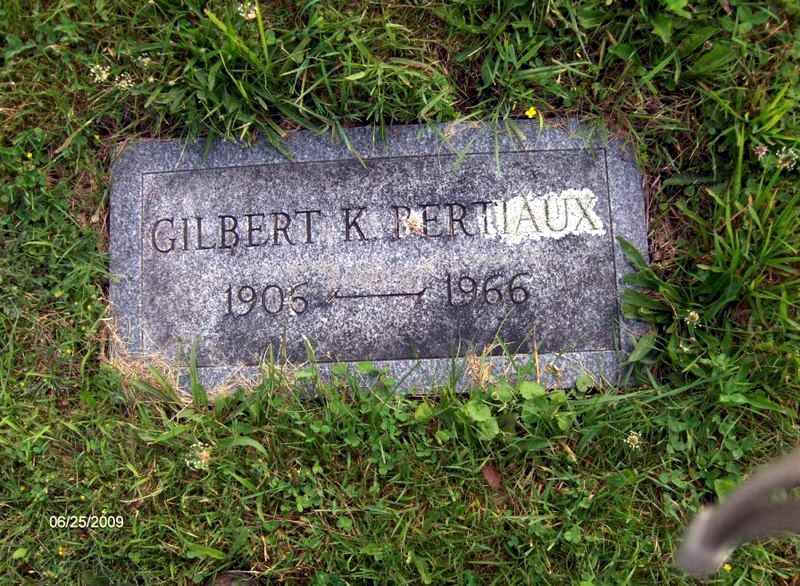 GILBERT K. BERTIAUX
1906 — 1966
06/25/2009